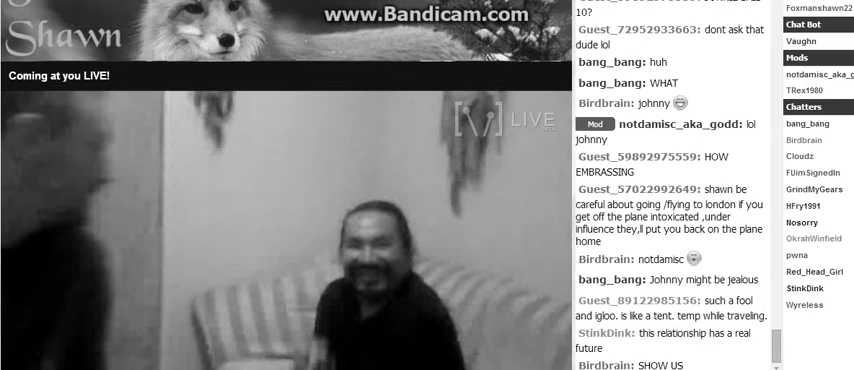 Shawn
www.Bandicam.com
Coming at you LIVE!
LIVE
10?
Guest_72952933663: dont ask that
dude lol
bang_bang: huh
bang_bang: WHAT
Birdbrain: johnny
Mod notdamisc_aka_godd: lol
johnny
Guest_59892975559: HOW
EMBRASSING
Guest_57022992649: shawn be
careful about going /flying to london if you
get off the plane intoxicated ,under
influence they,ll put you back on the plane
home
Birdbrain: notdamisc
bang_bang: Johnny might be jealous
Guest_89122985156: such a fool
and igloo. is like a tent. temp while traveling.
StinkDink: this relationship has a real
future
Birdbrain: SHOW US
Foxmanshawn22
Chat Bot
Vaughn
Mods
notdamisc_aka_g
TRex1980
Chatters
bang_bang
Birdbrain
Cloudz
FUimSignedIn
GrindMyGears
HFry1991
Nosorry
OkrahWinfield
pwna
Red_Head_Girl
StinkDink
Wyreless